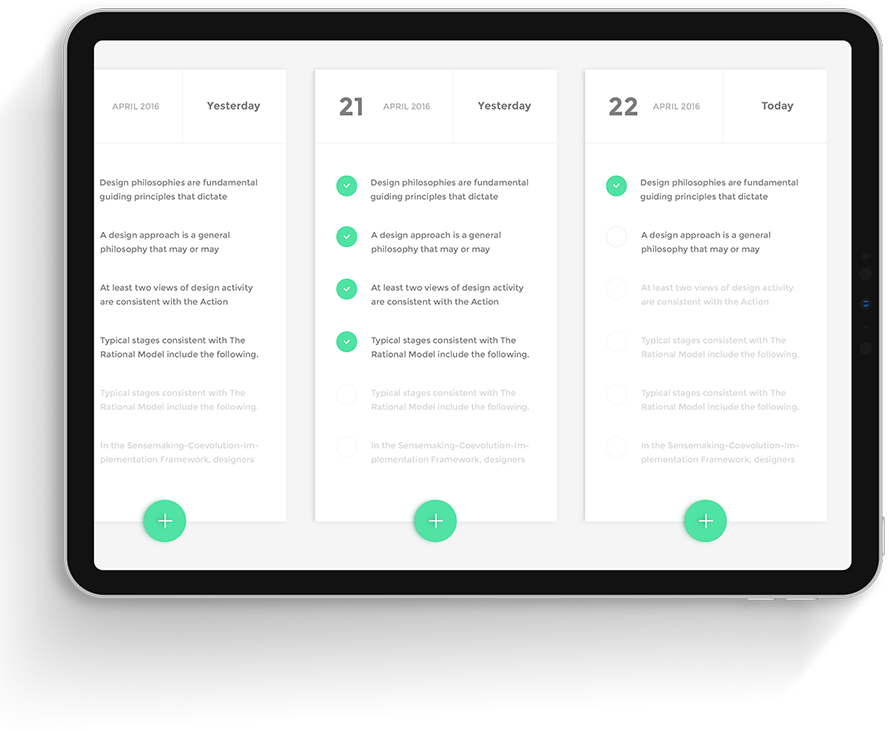 APRIL 2016
Yesterday
Design philosophies are fundamental
guiding principles that dictate
A design approach is a general
philosophy that may or may
At least two views of design activity
are consistent with the Action
Typical stages consistent with The
Rational Model include the following.
Typical stages consistent with The
Rational Model include the following.
In the Sensemaking-Coevolution-Im-
plementation Framework, designers
21
APRIL 2016
Yesterday
Design philosophies are fundamental
guiding principles that dictate
A design approach is a general
philosophy that may or may
At least two views of design activity
are consistent with the Action
Typical stages consistent with The
Rational Model include the following.
Typical stages consistent with The
Rational Model include the following.
In the Sensemaking-Coevolution-Im-
plementation Framework, designers
22
APRIL 2016
Today
Design philosophies are fundamental
guiding principles that dictate
A design approach is a general
philosophy that may or may
At least two views of design activity
are consistent with the Action
Typical stages consistent with The
Rational Model include the following.
Typical stages consistent with The
Rational Model include the following.
In the Sensemaking-Coevolution-Im-
plementation Framework, designers